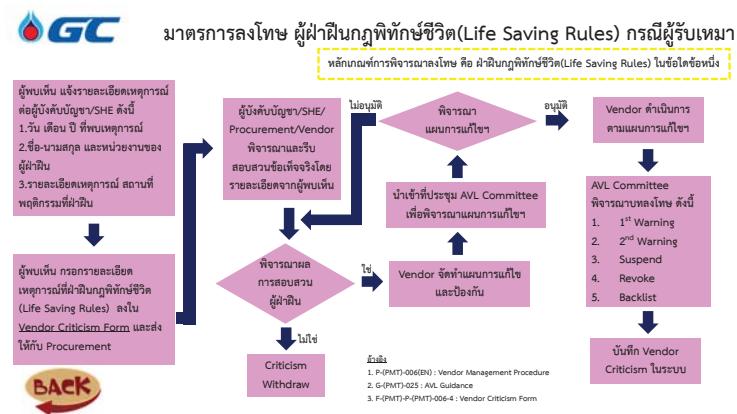 GC
มาตรการลงโทษ ผู้ฝ่าฝืนกฎพิทักษ์ชีวิต(Life Saving Rules) กรณีผู้รับเหมา
หลักเกณฑ์การพิจารณาลงโทษ คือ ฝ่าฝืนกฎพิทักษ์ชีวิต(Life Saving Rules) ในข้อใดข้อหนึ่ง
ผู้พบเห็น แจ้งรายละเอียดเหตุการณ์
ต่อผู้บังคับบัญชา/SHE ดังนี้
1.วัน เดือน ปี ที่พบเหตุการณ์
2.ชื่อ-นามสกุล และหน่วยงานของ
ผู้ฝ่าฝืน
3.รายละเอียดเหตุการณ์ สถานที่
พฤติกรรมที่ฝ่าฝืน
ผู้พบเห็น กรอกรายละเอียด
เหตุการณ์ที่ฝ่าฝืนกฎพิทักษ์ชีวิต
(Life Saving Rules) ลงใน
Vendor Criticism Form และส่ง
ให้กับ Procurement
ผู้บังคับบัญชา/SHE/
Procurement/Vendor
พิจารณาและรีบ
สอบสวนข้อเท็จจริงโดย
รายละเอียดจากผู้พบเห็น
พิจารณาผล
การสอบสวน
ผู้ฝ่าฝืน
ใช่
ไม่ใช่
Criticism
Withdraw
Vendor จัดทำแผนการแก้ไข
และป้องกัน
นำเข้าที่ประชุม AVL Committee
เพื่อพิจารณาแผนการแก้ไขฯ
พิจารณา
แผนการแก้ไขฯ
ไม่อนุมัติ
อนุมัติ
Vendor ดำเนินการ
ตามแผนการแก้ไขฯ
AVL Committee
พิจารณาบทลงโทษ ดังนี้
1. 1st Warning
2. 2nd Warning
3. Suspend
4. Revoke
5. Backlist
บันทึก Vendor
Criticism ในระบบ
อ้างอิง
1. P-(PMT)-006(EN) : Vendor Management Procedure
2. G-(PMT)-025 : AVL Guidance
3. F-(PMT)-P-(PMT)-006-4 : Vendor Criticism Form
BACK